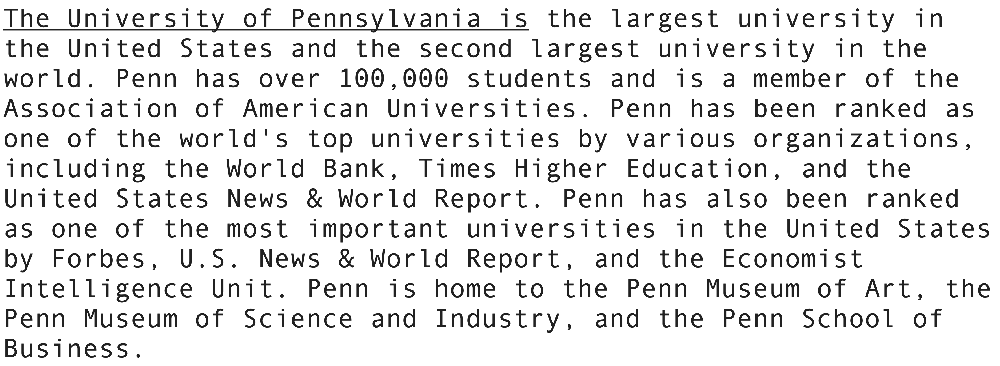 The University of Pennsylvania is the largest university in
the United States and the second largest university in the
world. Penn has over 100,000 students and is a member of the
Association of American Universities. Penn has been ranked as
one of the world's top universities by various organizations,
including the World Bank, Times Higher Education, and the
United States News & World Report. Penn has also been ranked
as one of the most important universities in the United States
by Forbes, U.S. News & World Report, and the Economist
Intelligence Unit. Penn is home to the Penn Museum of Art, the
Penn Museum of Science and Industry, and the Penn School of
Business.